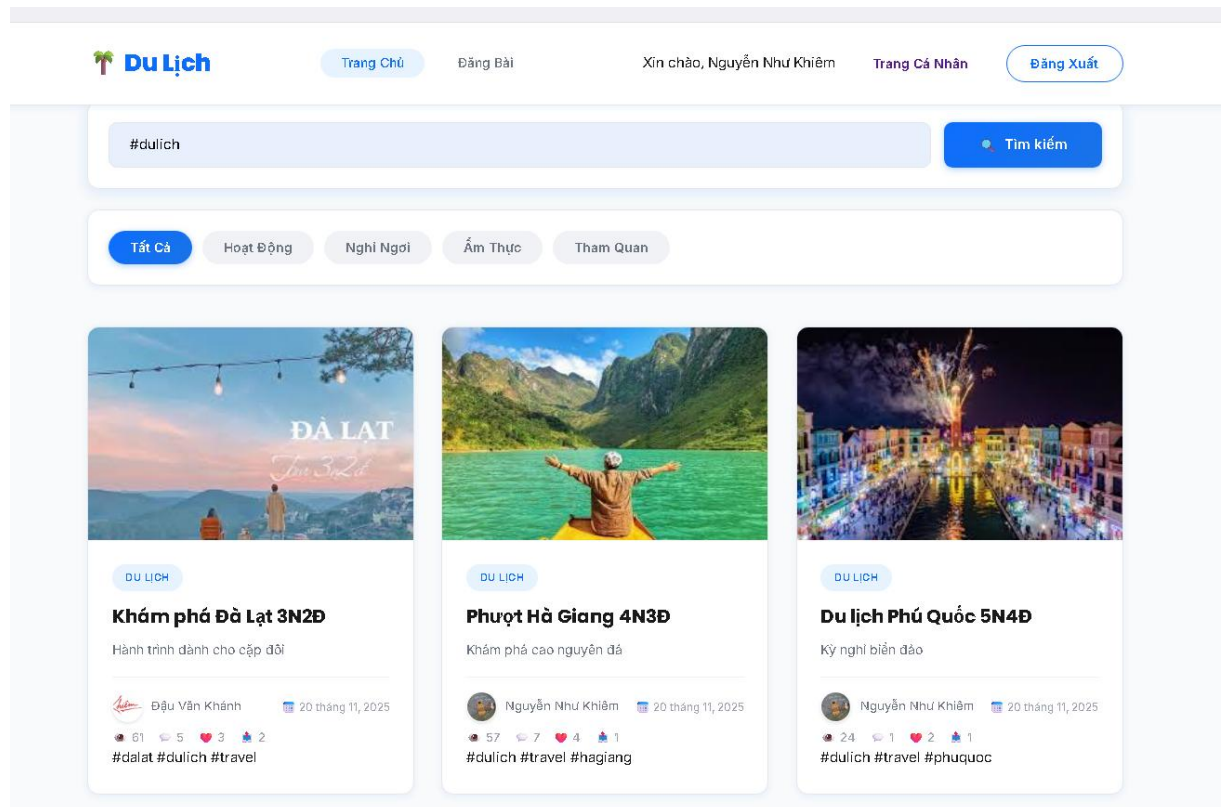 Du Lịch
Trang Chủ
Đăng Bài
Xin chào, Nguyễn Như Khiêm
Trang Cá Nhân
Đăng Xuất
#dulich
Tìm kiếm
Tất Cả
Hoạt Động
Nghỉ Ngơi
Ẩm Thực
Tham Quan
ĐÀ LẠT
Tour 3n2đ
DU LỊCH
Khám phá Đà Lạt 3N2Đ
Hành trình dành cho cặp đôi
Đậu Văn Khánh
20 tháng 11, 2025
61 5 3 2
#dalat #dulich #travel
DU LỊCH
Phượt Hà Giang 4N3Đ
Khám phá cao nguyên đá
Nguyễn Như Khiêm
20 tháng 11, 2025
57 7 4 1
#dulich #travel #hagiang
DU LỊCH
Du lịch Phú Quốc 5N4Đ
Kỳ nghỉ biển đảo
Nguyễn Như Khiêm
20 tháng 11, 2025
24 1 2 1
#dulich #travel #phuquoc